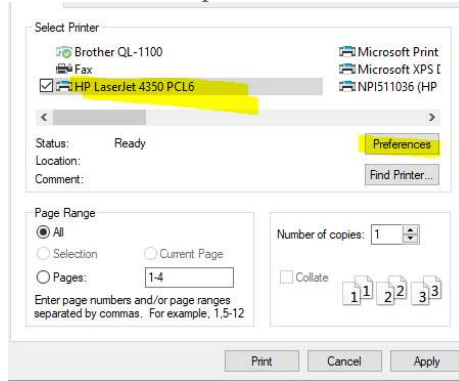 Select Printer
Brother QL-1100
Microsoft Print
Fax
Microsoft XPS D
HP LaserJet 4350 PCL6
NPI511036 (HP
Status: Ready
Preferences
Location:
Comment:
Find Printer...
Page Range
All
Selection
Current Page
Pages:
1-4
Enter page numbers and/or page ranges
separated by commas. For example, 1,5-12
Number of copies: 1
Collate
1 1 2 2 3 3
Print
Cancel
Apply